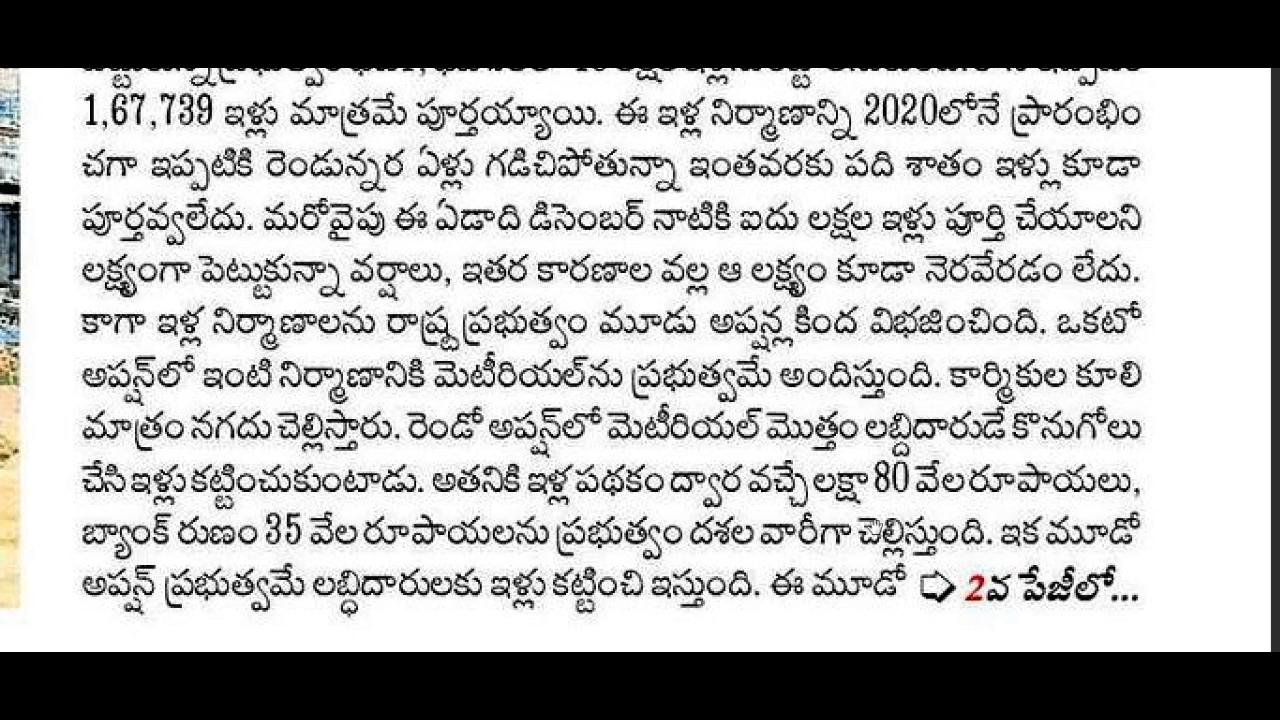 1,67,739 ఇళ్లు మాత్రమే పూర్తయ్యాయి. ఈ ఇళ్ల నిర్మాణాన్ని 2020లోనే ప్రారంభిం
చగా ఇప్పటికి రెండున్నర ఏళ్లు గడిచిపోతున్నా ఇంతవరకు పది శాతం ఇళ్లు కూడా
పూర్తవ్వలేదు. మరోవైపు ఈ ఏడాది డిసెంబర్ నాటికి ఐదు లక్షల ఇళ్లు పూర్తి చేయాలని
లక్ష్యంగా పెట్టుకున్నా వర్షాలు, ఇతర కారణాల వల్ల ఆ లక్ష్యం కూడా నెరవేరడం లేదు.
కాగా ఇళ్ల నిర్మాణాలను రాష్ట్ర ప్రభుత్వం మూడు అప్షన్ల కింద విభజించింది. ఒకటో
అప్షన్‌లో ఇంటి నిర్మాణానికి మెటీరియల్‌ను ప్రభుత్వమే అందిస్తుంది. కార్మికుల కూలి
మాత్రం నగదు చెల్లిస్తారు. రెండో అప్షన్‌లో మెటీరియల్ మొత్తం లబ్దిదారుడే కొనుగోలు
చేసి ఇళ్లు కట్టించుకుంటాడు. అతనికి ఇళ్ల పథకం ద్వార వచ్చే లక్షా 80 వేల రూపాయలు,
బ్యాంక్ రుణం 35 వేల రూపాయలను ప్రభుత్వం దశల వారీగా చెల్లిస్తుంది. ఇక మూడో
అప్షన్ ప్రభుత్వమే లబ్ధిదారులకు ఇళ్లు కట్టించి ఇస్తుంది. ఈ మూడో ➩ 2వ పేజీలో...